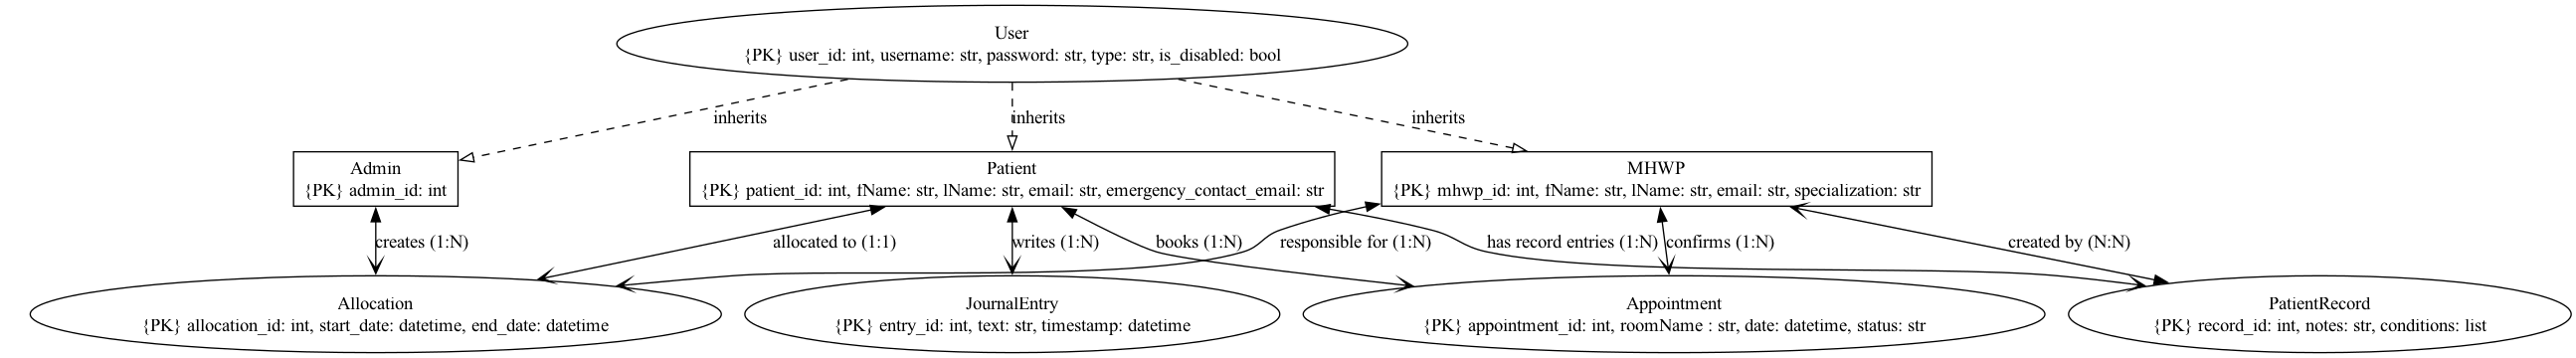 User
{PK} user_id: int, username: str, password: str, type: str, is_disabled: bool
inherits
inherits
inherits
Admin
{PK} admin_id: int
Patient
{PK} patient_id: int, fName: str, lName: str, email: str, emergency_contact_email: str
MHWP
{PK} mhwp_id: int, fName: str, lName: str, email: str, specialization: str
creates (1:N)
allocated to (1:1)
writes (1:N)
books (1:N)
responsible for (1:N)
has record entries (1:N)
confirms (1:N)
created by (N:N)
Allocation
{PK} allocation_id: int, start_date: datetime, end_date: datetime
JournalEntry
{PK} entry_id: int, text: str, timestamp: datetime
Appointment
{PK} appointment_id: int, roomName : str, date: datetime, status: str
PatientRecord
{PK} record_id: int, notes: str, conditions: list